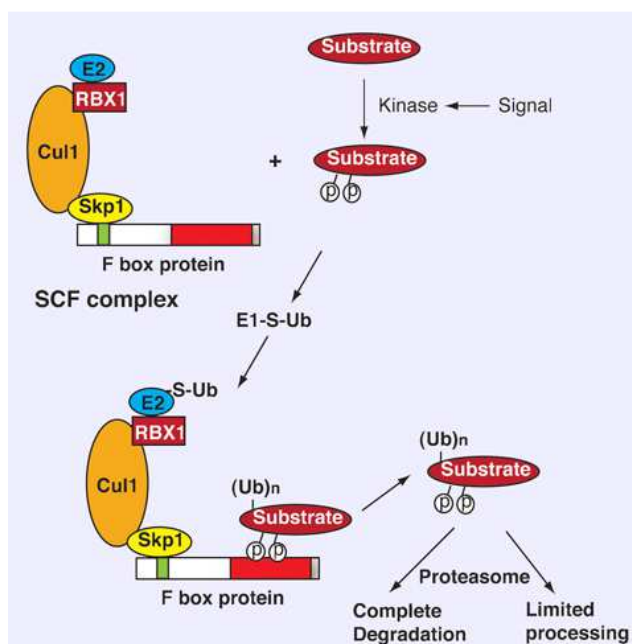 Substrate
E2
RBX1
Kinase
Signal
Cul1
+
Substrate
p p
Skp1
F box protein
SCF complex
E1-S-Ub
-S-Ub
E2
RBX1
(Ub)n
Substrate
p p
Cul1
(Ub)n
Substrate
p p
Skp1
F box protein
Proteasome
Complete
Degradation
Limited
processing